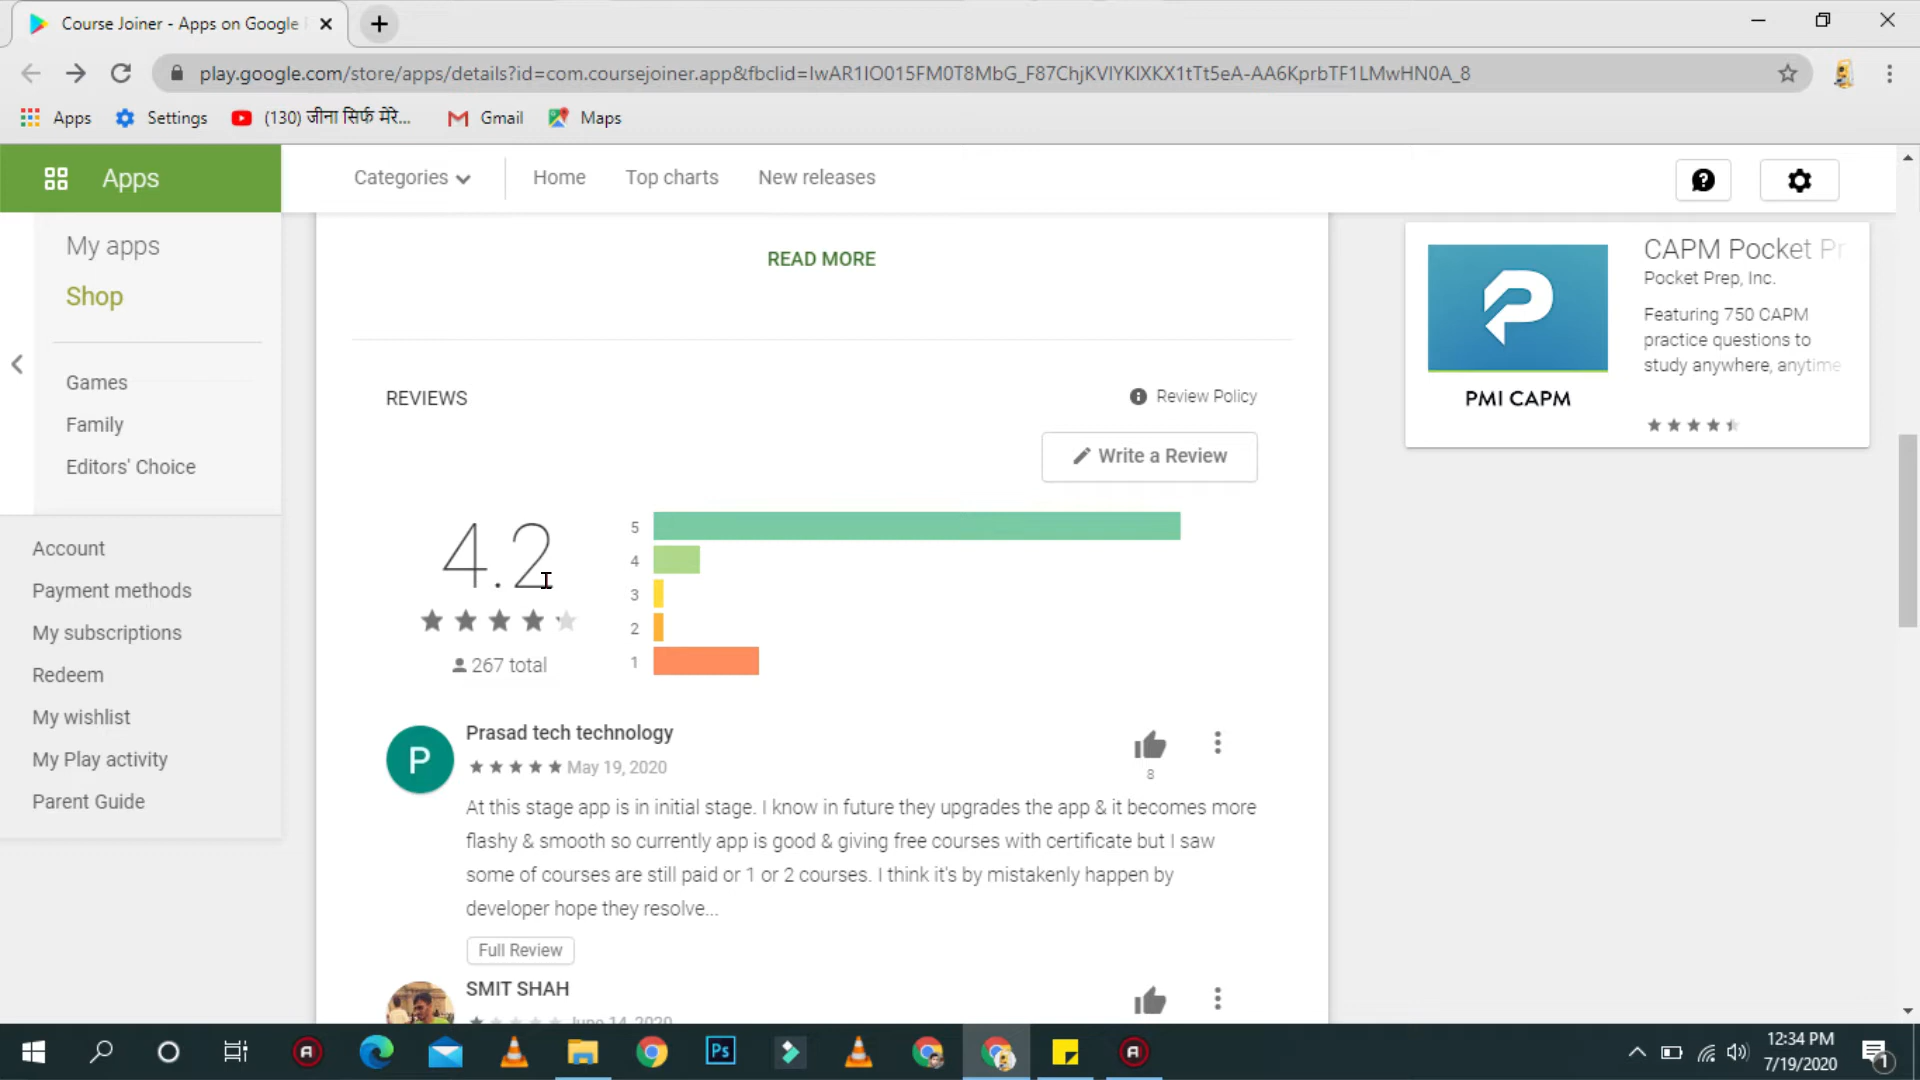 Course Joiner - Apps on Google
play.google.com/store/apps/details?id=com.coursejoiner.app&fbclid=IwAR1IO015FM0T8MbG_F87ChjKVlYKlXKX1tTt5eA-AA6KprbTF1LMwHN0A_8
Apps
Settings
(130) जीना सिर्फ मेरे...
Gmail
Maps
Apps
Categories
Home
Top charts
New releases
My apps
Shop
Games
Family
Editors' Choice
Account
Payment methods
My subscriptions
Redeem
My wishlist
My Play activity
Parent Guide
READ MORE
REVIEWS
Review Policy
Write a Review
4.2
267 total
5
4
3
2
1
P
Prasad tech technology
May 19, 2020
8
At this stage app is in initial stage. I know in future they upgrades the app & it becomes more
flashy & smooth so currently app is good & giving free courses with certificate but I saw
some of courses are still paid or 1 or 2 courses. I think it's by mistakenly happen by
developer hope they resolve...
Full Review
SMIT SHAH
June 14, 2020
CAPM Pocket Pr
Pocket Prep, Inc.
Featuring 750 CAPM
practice questions to
study anywhere, anytime
PMI CAPM
Ps
12:34 PM
7/19/2020
1